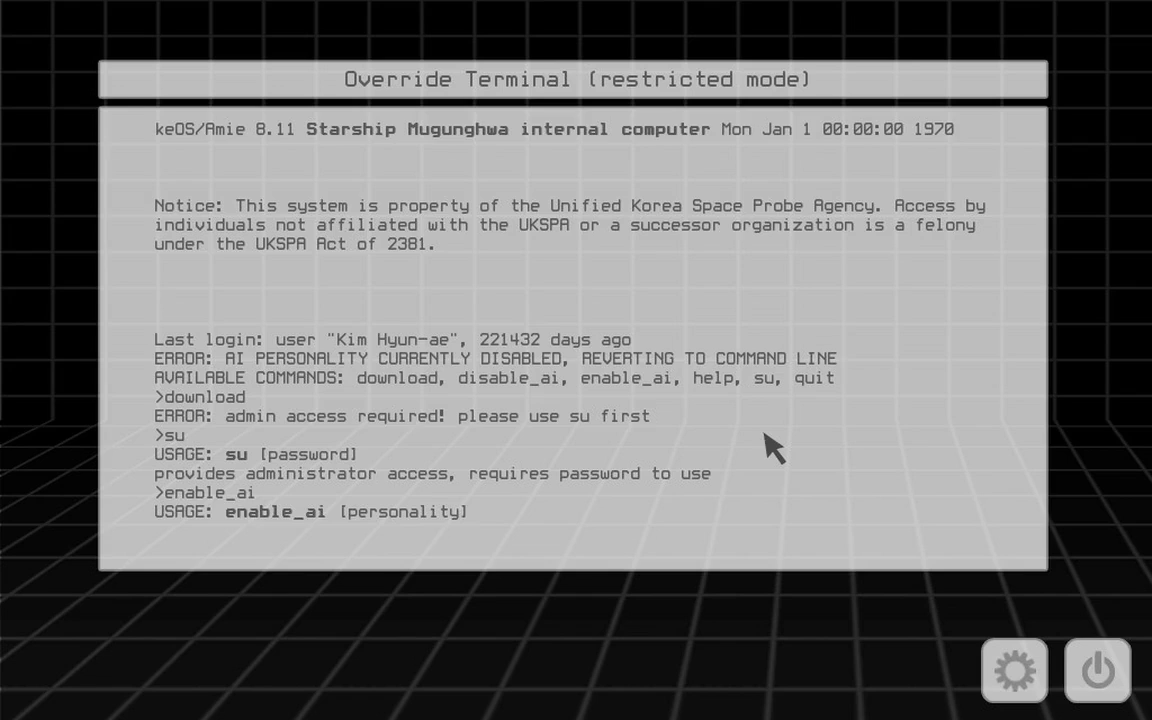 Override Terminal (restricted mode)
keOS/Amie 8.11 Starship Mugunghwa internal computer Mon Jan 1 00:00:00 1970
Notice: This system is property of the Unified Korea Space Probe Agency. Access by
individuals not affiliated with the UKSPA or a successor organization is a felony
under the UKSPA Act of 2381.
Last login: user "Kim Hyun-ae", 221432 days ago
ERROR: AI PERSONALITY CURRENTLY DISABLED, REVERTING TO COMMAND LINE
AVAILABLE COMMANDS: download, disable_ai, enable_ai, help, su, quit
>download
ERROR: admin access required! please use su first
>su
USAGE: su [password]
provides administrator access, requires password to use
>enable_ai
USAGE: enable_ai [personality]